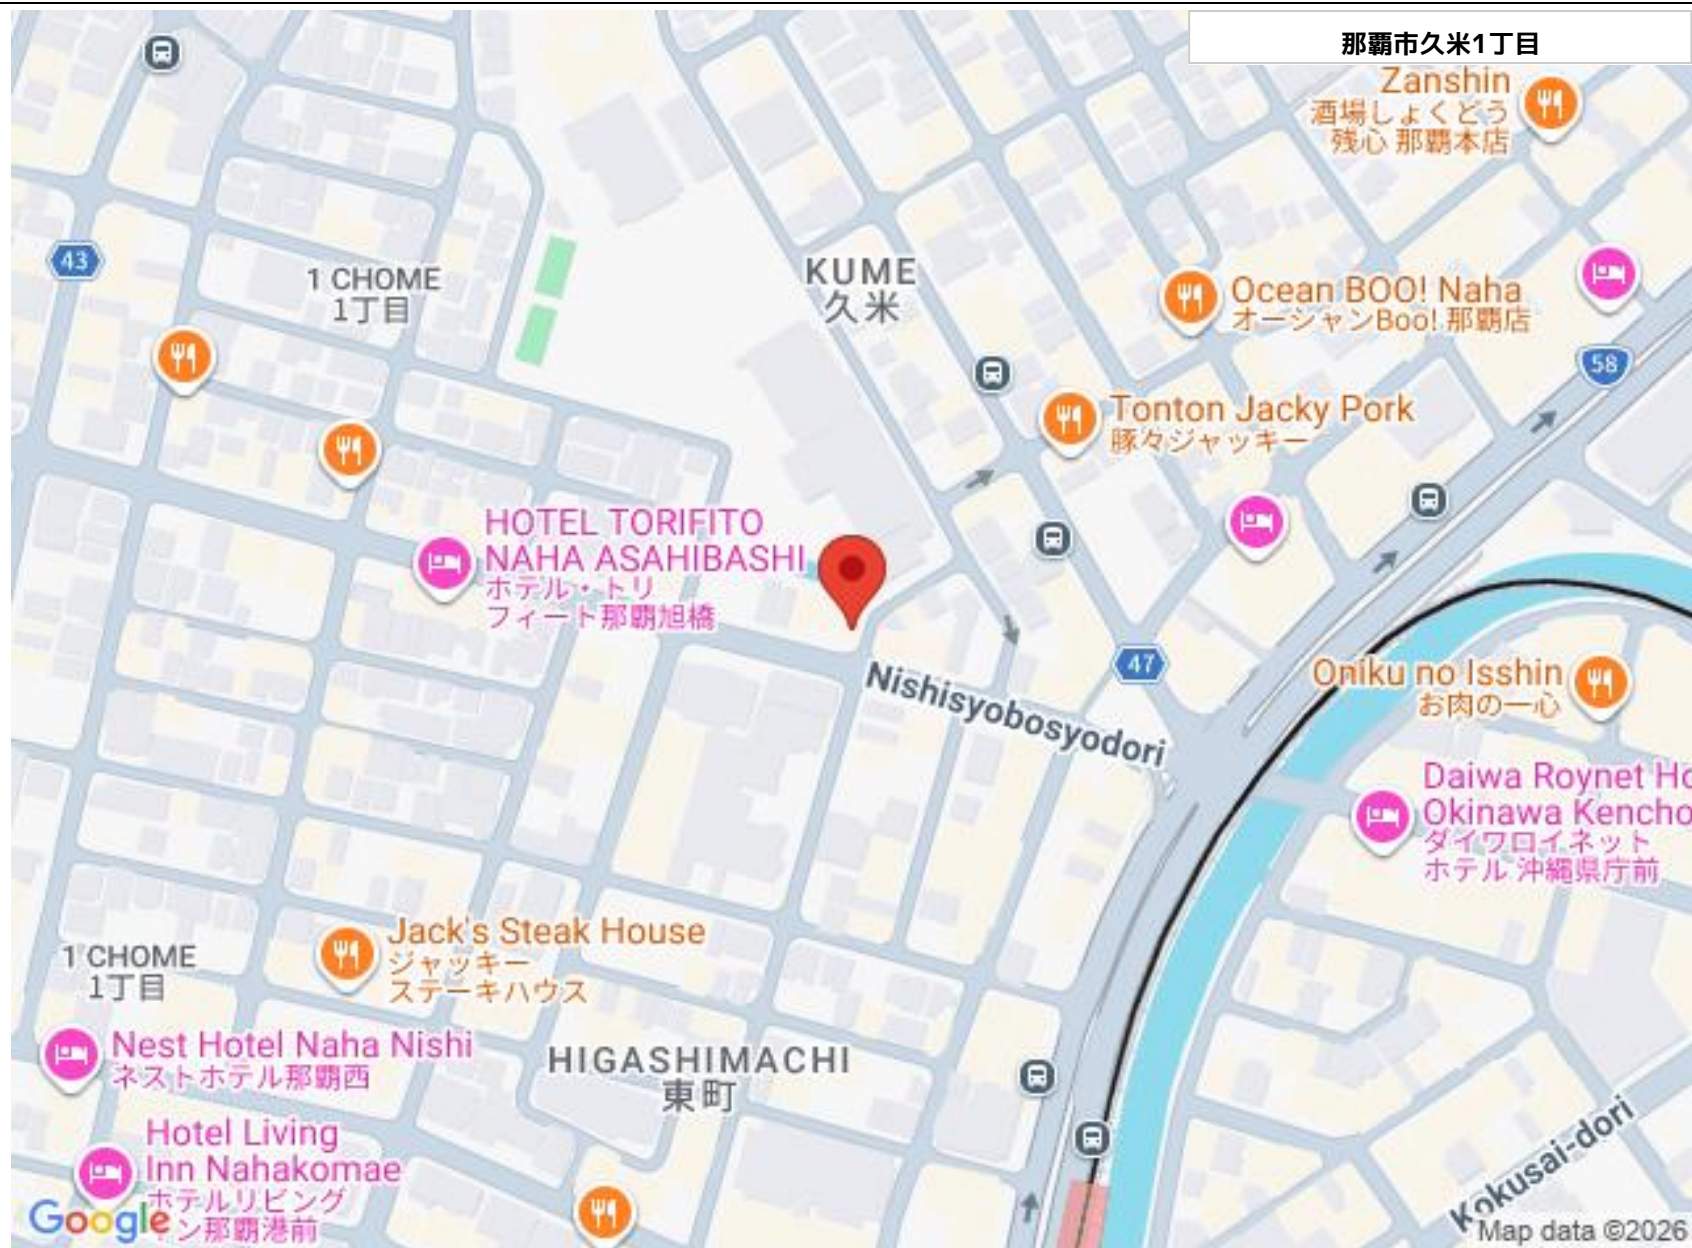 那覇市久米1丁目
Zanshin
酒場しょくどう
残心 那覇本店
43
1 CHOME
1丁目
KUME
久米
Ocean BOO! Naha
オーシャンBoo! 那覇店
58
Tonton Jacky Pork
豚々ジャッキー
HOTEL TORIFITO
NAHA ASAHIBASHI
ホテル・トリ
フィート那覇旭橋
47
Nishisyobosyodori
Oniku no Isshin
お肉の一心
Daiwa Roynet Ho
Okinawa Kencho
ダイワロイネット
ホテル 沖縄県庁前
Jack's Steak House
ジャッキー
ステーキハウス
1 CHOME
1丁目
Nest Hotel Naha Nishi
ネストホテル那覇西
HIGASHIMACHI
東町
Hotel Living
Inn Nahakomae
ホテルリビング
ン那覇港前
Kokusai-dori
Google
Map data ©2026